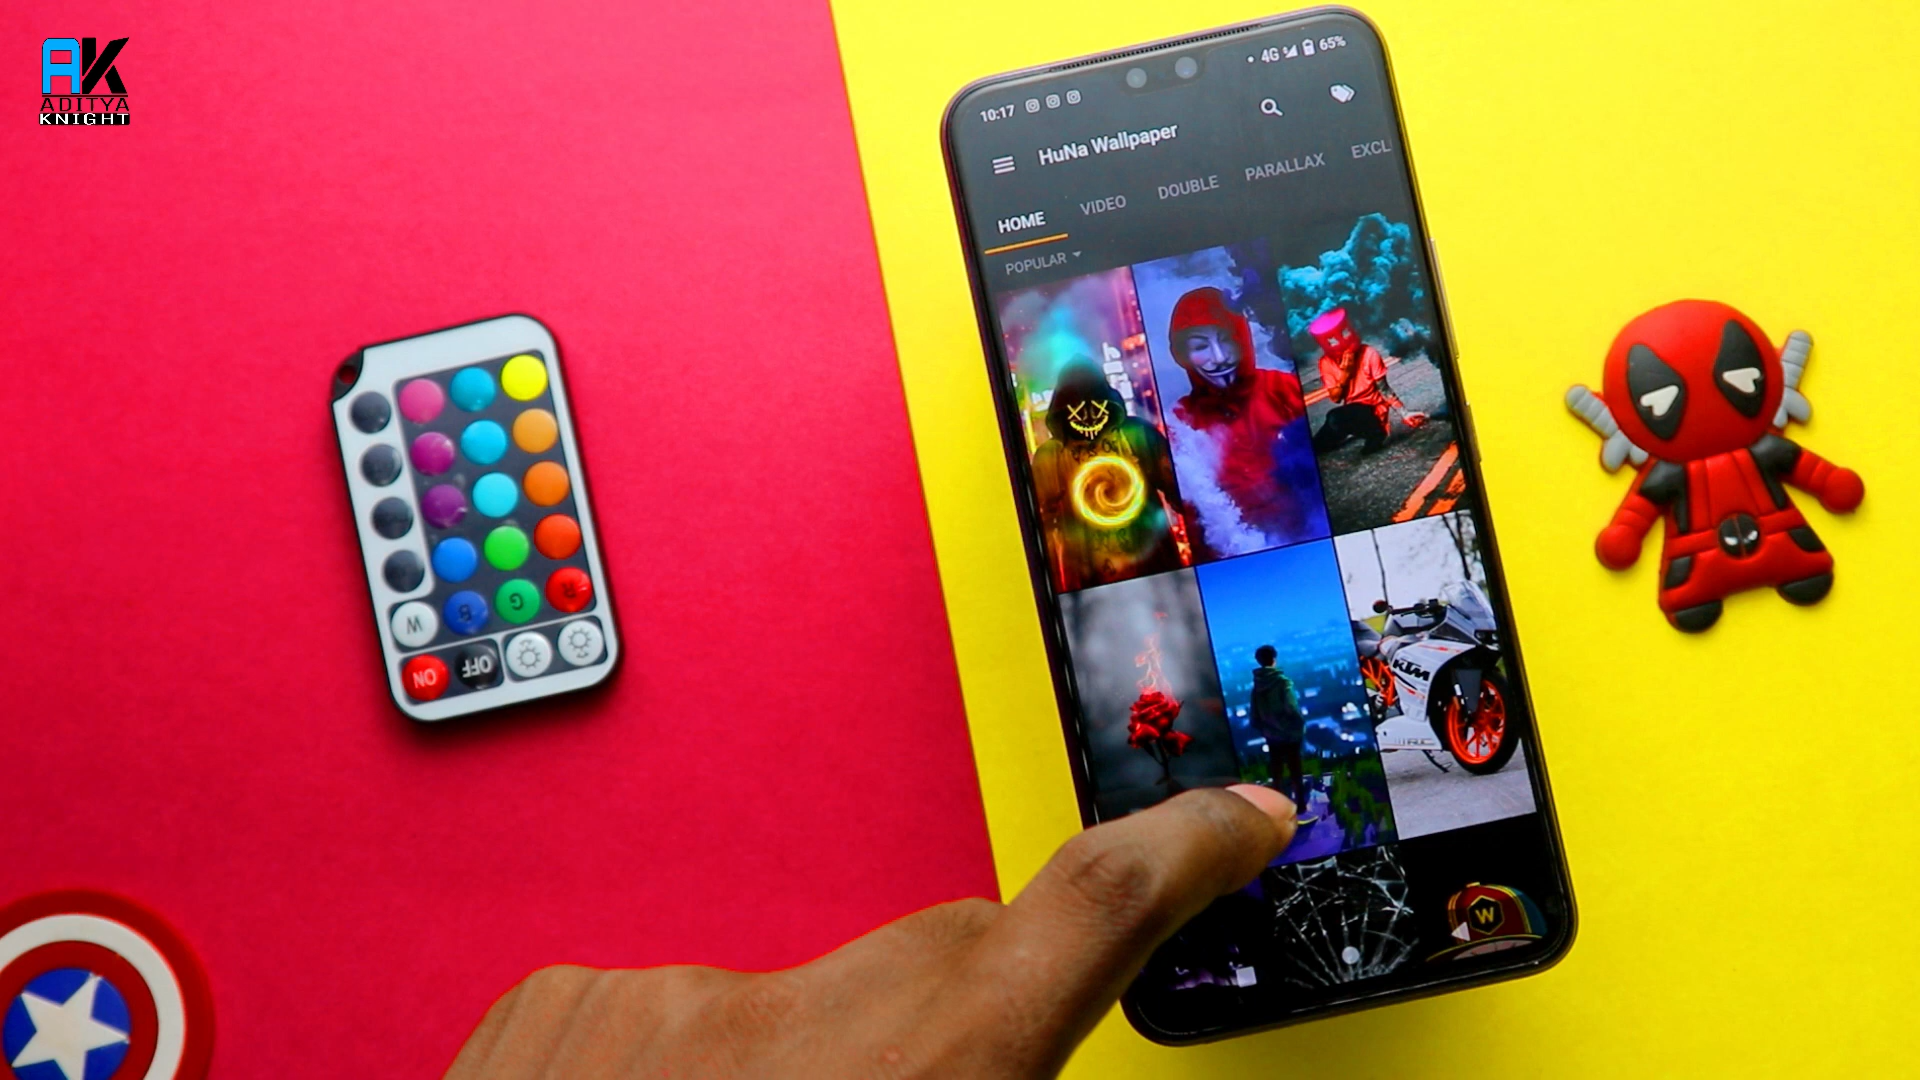 AK
ADITYA
KNIGHT
10:17
4G 65%
HuNa Wallpaper
HOME
VIDEO
DOUBLE
PARALLAX
EXCL
POPULAR
KTM
W
R
G
B
W
ON
OFF